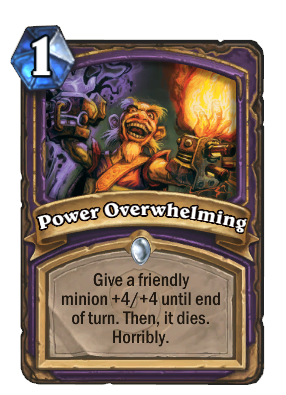 1
Power Overwhelming
Give a friendly
minion +4/+4 until end
of turn. Then, it dies.
Horribly.